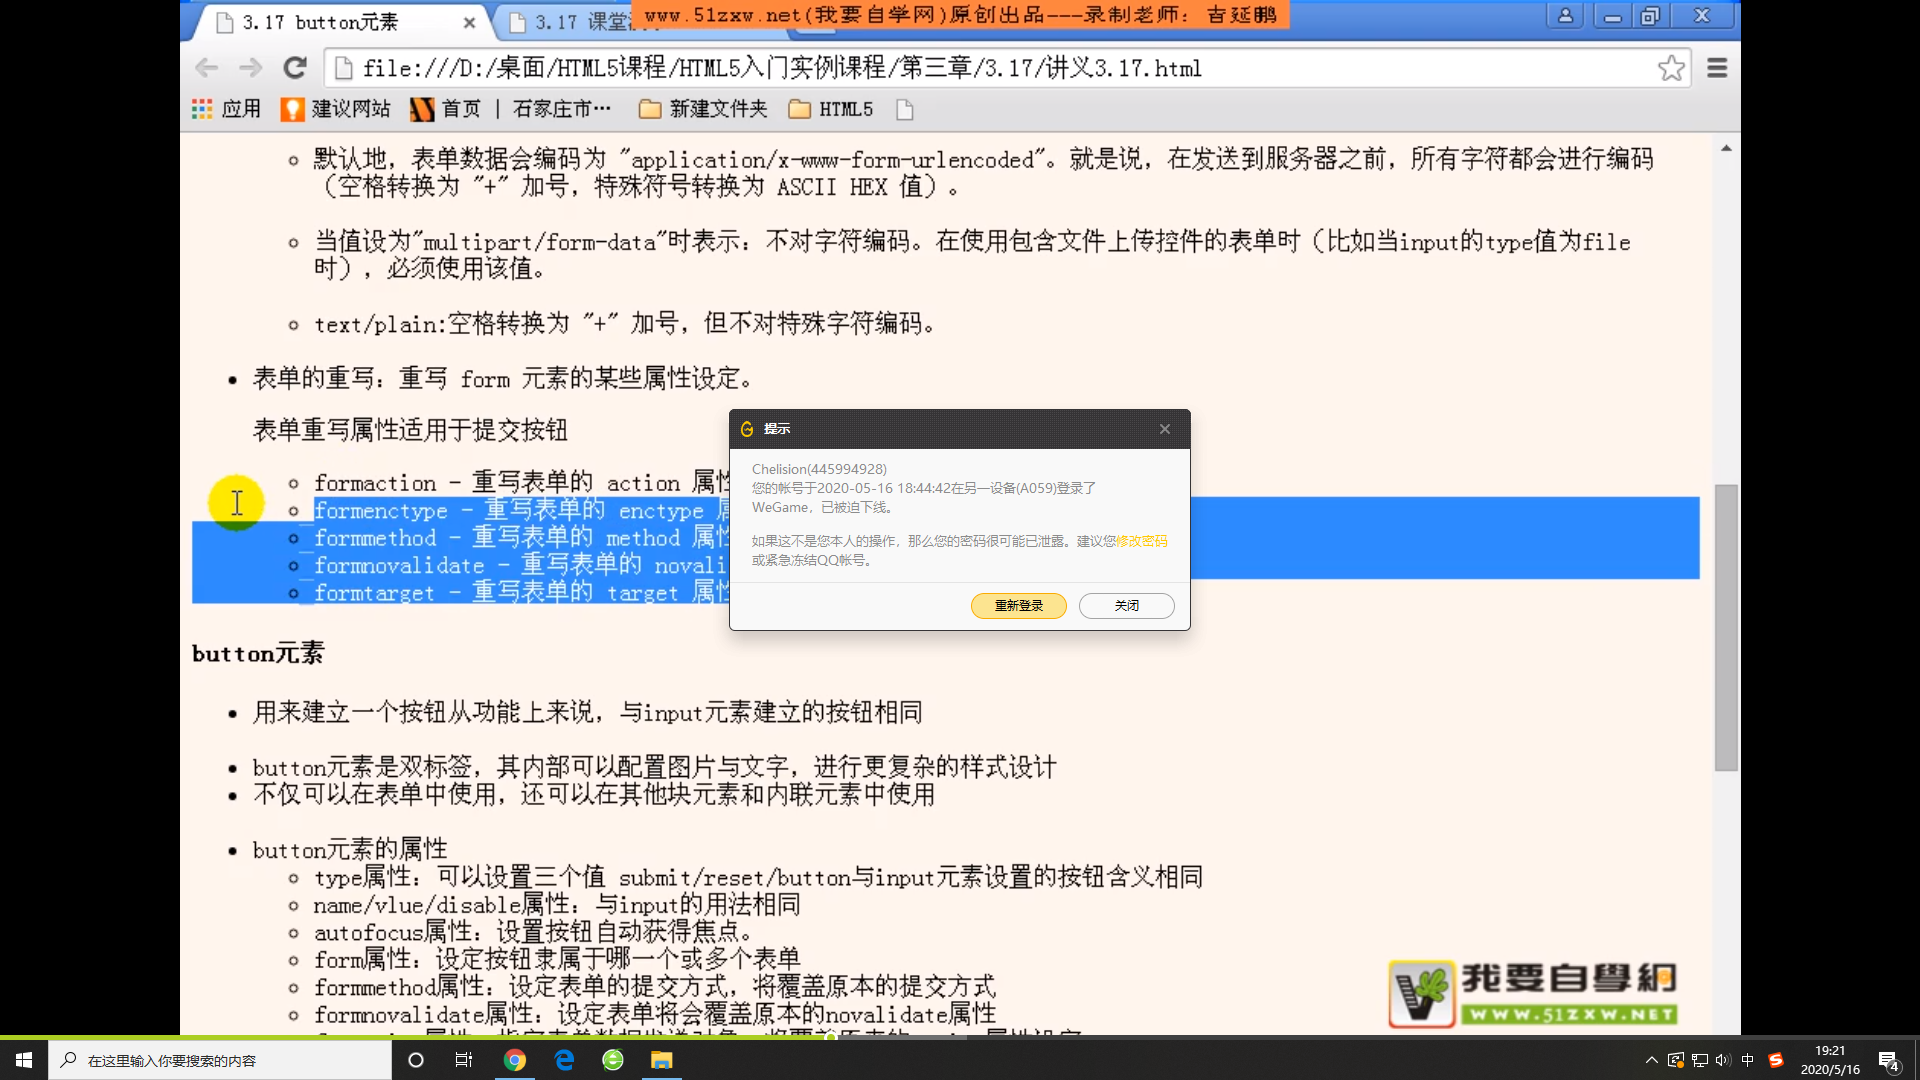 3.17 button元素
3.17 课堂
www.51zxw.net(我要自学网)原创出品---录制老师：吉延鹏
file:///D:/桌面/HTML5课程/HTML5入门实例课程/第三章/3.17/讲义3.17.html
应用 建议网站 首页 | 石家庄市… 新建文件夹 HTML5
默认地，表单数据会编码为 "application/x-www-form-urlencoded"。就是说，在发送到服务器之前，所有字符都会进行编码
（空格转换为 "+" 加号，特殊符号转换为 ASCII HEX 值）。
当值设为"multipart/form-data"时表示：不对字符编码。在使用包含文件上传控件的表单时（比如当input的type值为file
时），必须使用该值。
text/plain:空格转换为 "+" 加号，但不对特殊字符编码。
表单的重写：重写 form 元素的某些属性设定。
表单重写属性适用于提交按钮
formaction - 重写表单的 action 属性
formenctype - 重写表单的 enctype 属
formmethod - 重写表单的 method 属性
formnovalidate - 重写表单的 novali
formtarget - 重写表单的 target 属性
提示
Chelision(445994928)
您的帐号于2020-05-16 18:44:42在另一设备(A059)登录了
WeGame，已被迫下线。
如果这不是您本人的操作，那么您的密码很可能已泄露。建议您修改密码
或紧急冻结QQ帐号。
重新登录 关闭
button元素
用来建立一个按钮从功能上来说，与input元素建立的按钮相同
button元素是双标签，其内部可以配置图片与文字，进行更复杂的样式设计
不仅可以在表单中使用，还可以在其他块元素和内联元素中使用
button元素的属性
type属性：可以设置三个值 submit/reset/button与input元素设置的按钮含义相同
name/vlue/disable属性：与input的用法相同
autofocus属性：设置按钮自动获得焦点。
form属性：设定按钮隶属于哪一个或多个表单
formmethod属性：设定表单的提交方式，将覆盖原本的提交方式
formnovalidate属性：设定表单将会覆盖原本的novalidate属性
我要自學網
WWW.51ZXW.NET
在这里输入你要搜索的内容
中
19:21
2020/5/16
4